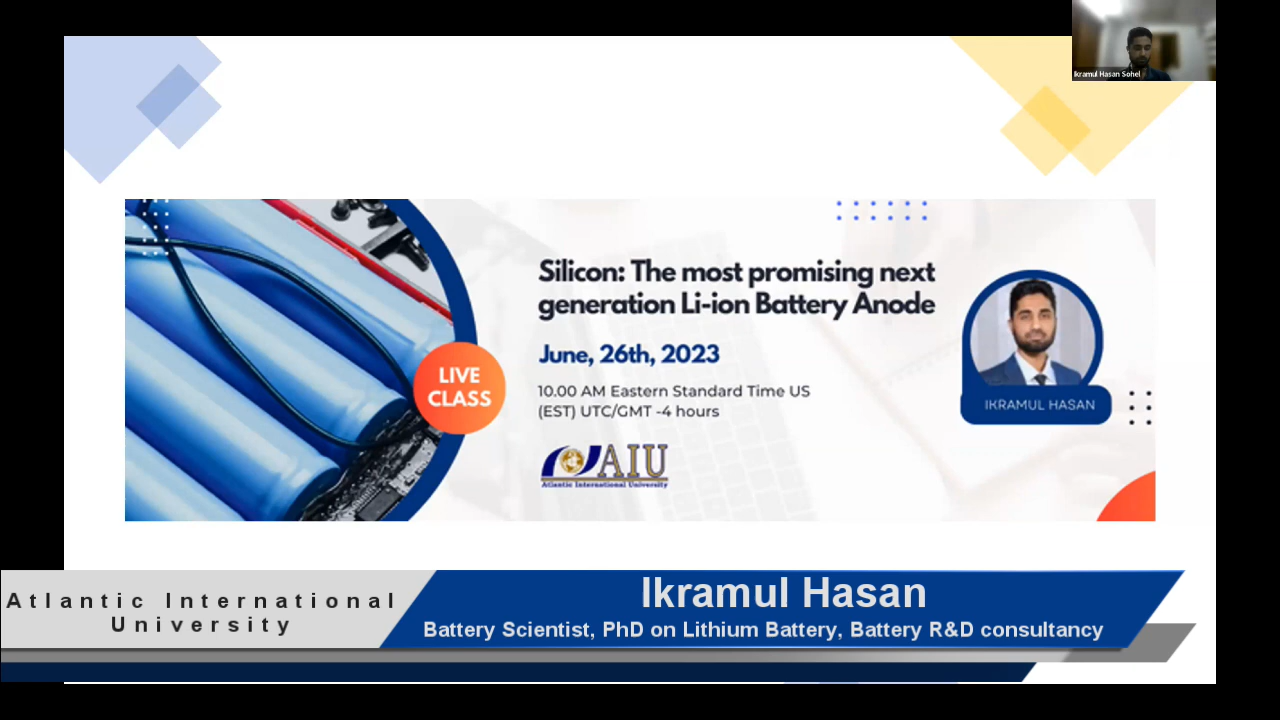 Ikramul Hasan Sohel
Silicon: The most promising next
generation Li-ion Battery Anode
June, 26th, 2023
10.00 AM Eastern Standard Time US
(EST) UTC/GMT -4 hours
LIVE
CLASS
IKRAMUL HASAN
AIU
Atlantic International University
Atlantic International
University
Ikramul Hasan
Battery Scientist, PhD on Lithium Battery, Battery R&D consultancy